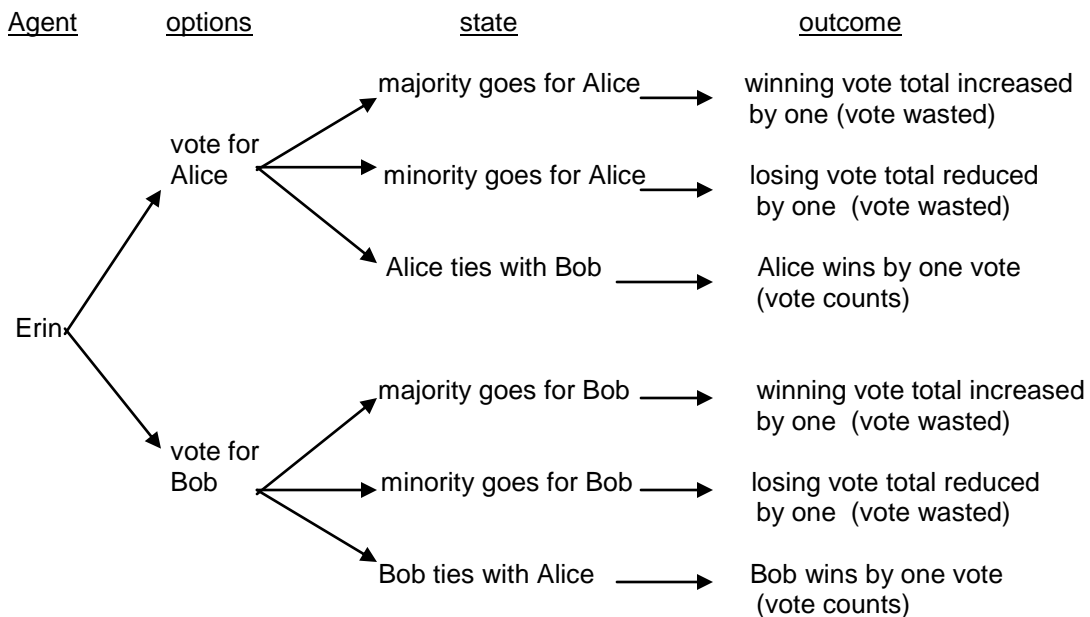 Agent options state outcome
majority goes for Alice winning vote total increased
by one (vote wasted)
vote for
Alice
minority goes for Alice losing vote total reduced
by one (vote wasted)
Alice ties with Bob Alice wins by one vote
(vote counts)
Erin
majority goes for Bob winning vote total increased
by one (vote wasted)
vote for
Bob
minority goes for Bob losing vote total reduced
by one (vote wasted)
Bob ties with Alice Bob wins by one vote
(vote counts)